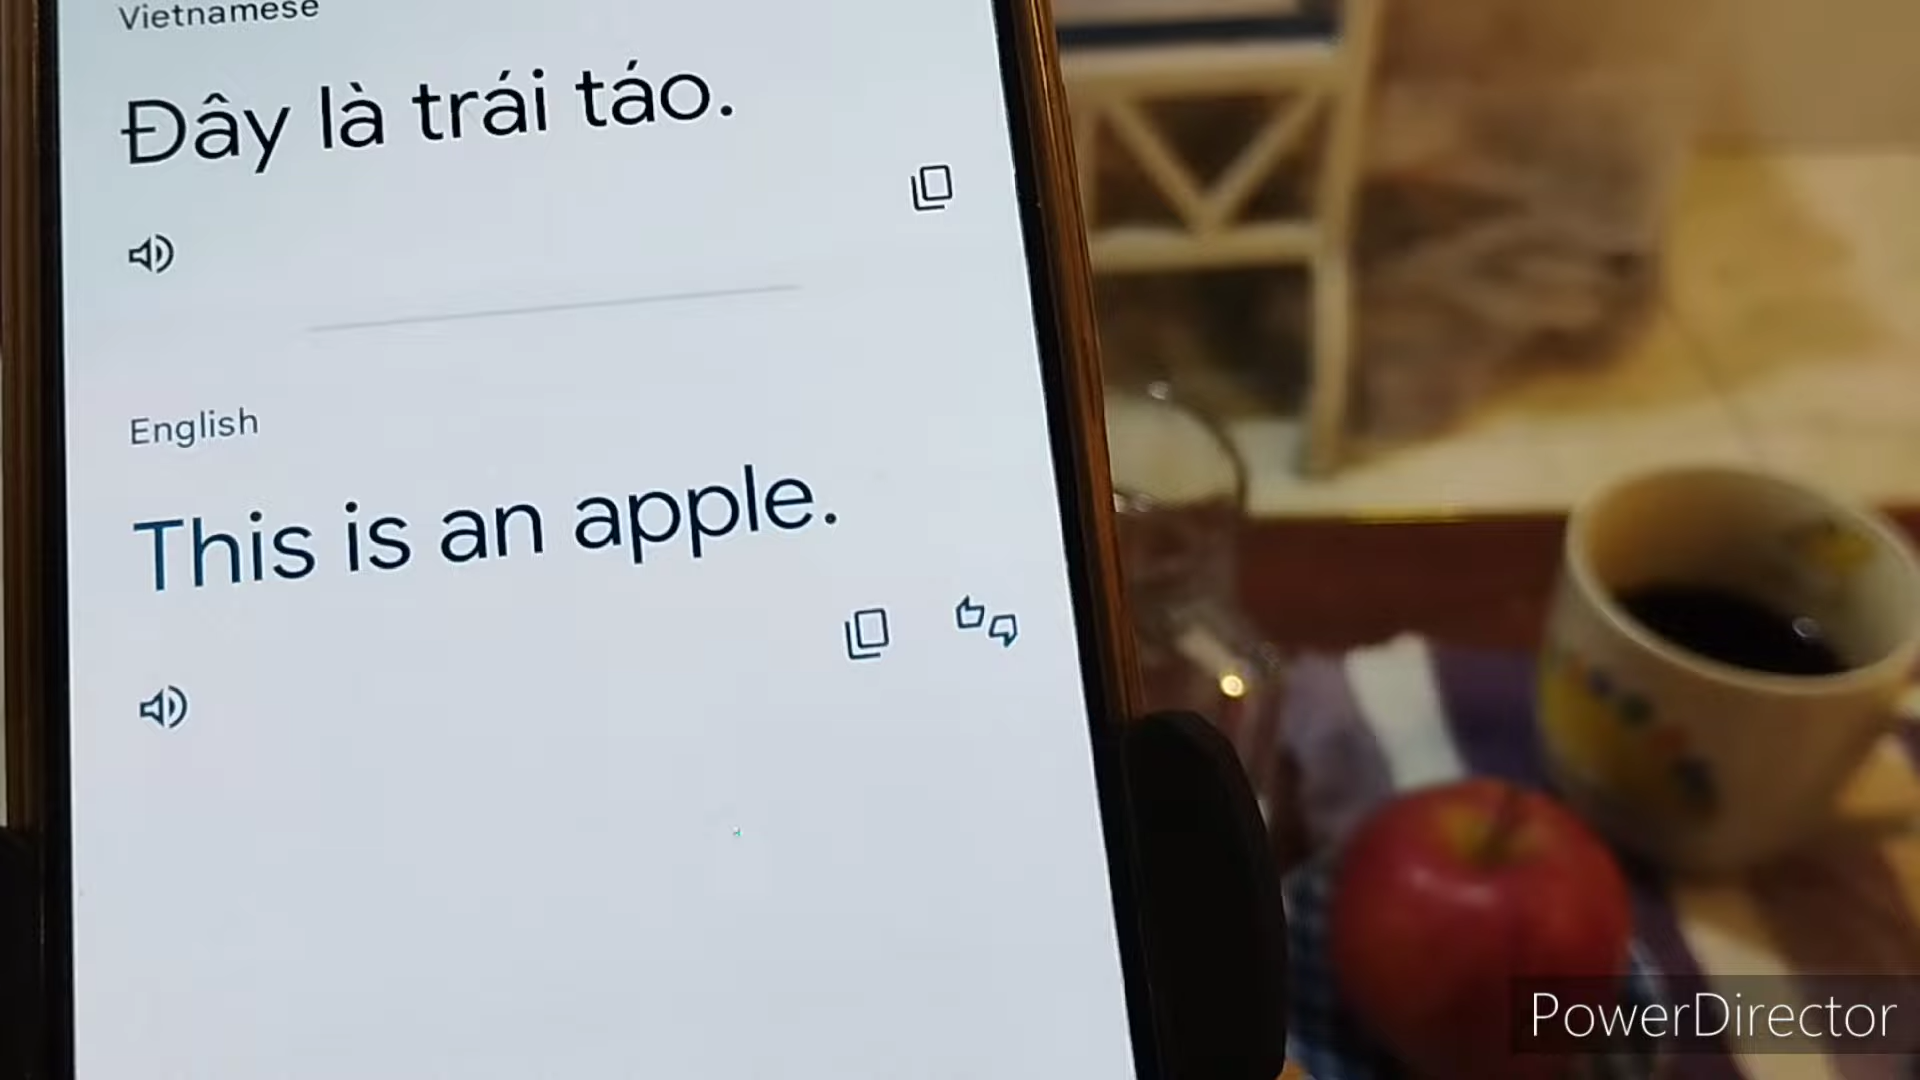 Vietnamese
Đây là trái táo.
English
This is an apple.
PowerDirector